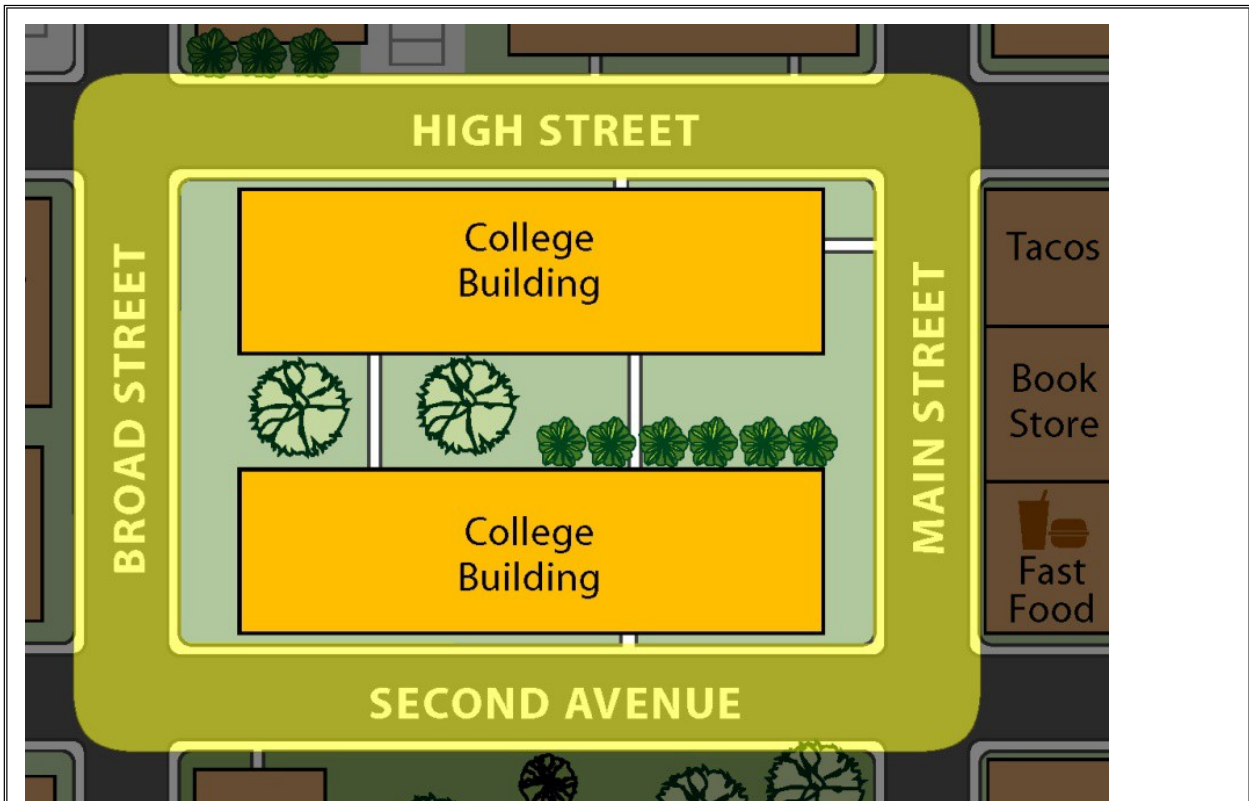 HIGH STREET
College
Building
Tacos
BROAD STREET
MAIN STREET
Book
Store
College
Building
Fast
Food
SECOND AVENUE